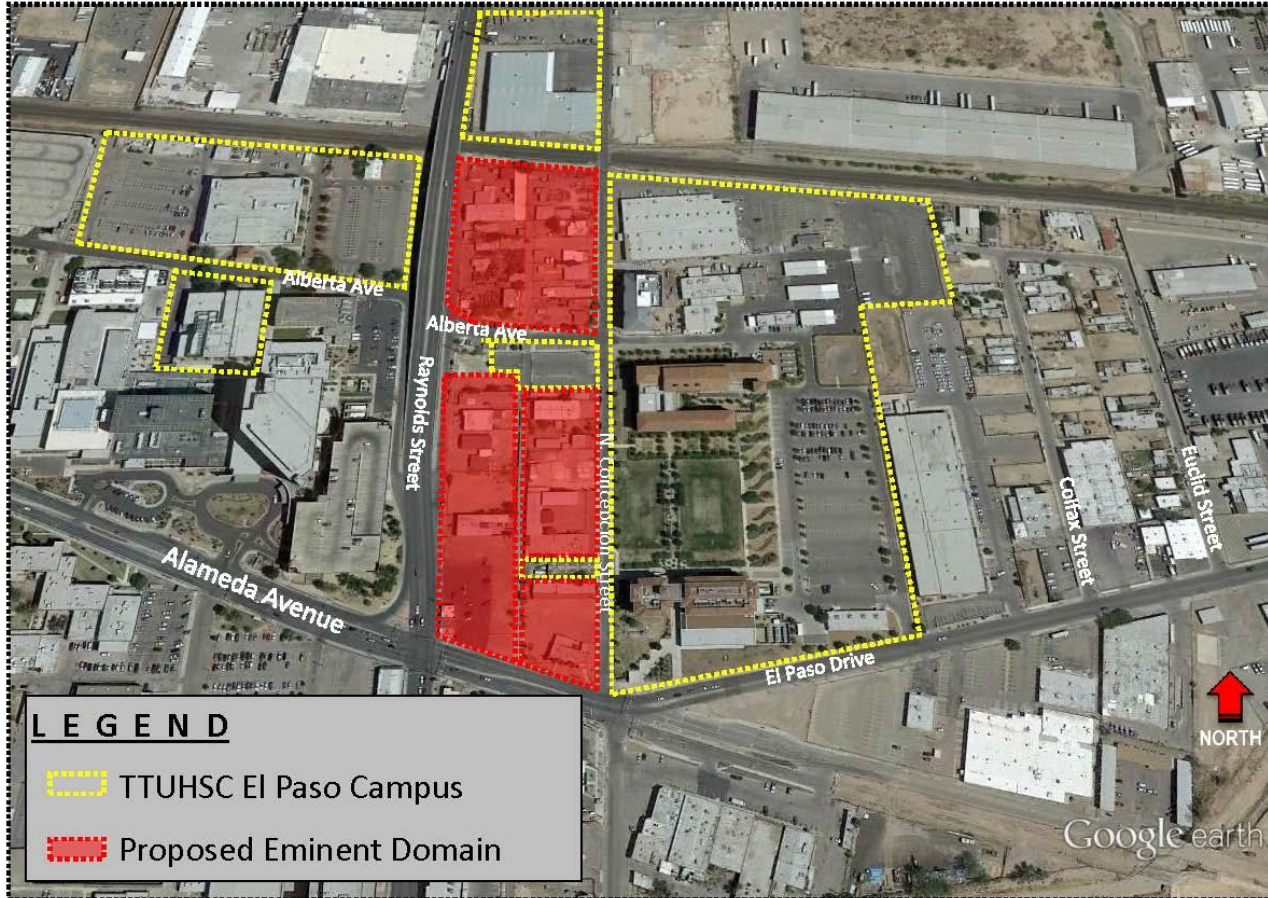 Alberta Ave
Alberta Ave
Raynolds Street
N Concepcion Street
Colfax Street
Euclid Street
Alameda Avenue
El Paso Drive
LEGEND
TTUHSC El Paso Campus
Proposed Eminent Domain
NORTH
Google earth